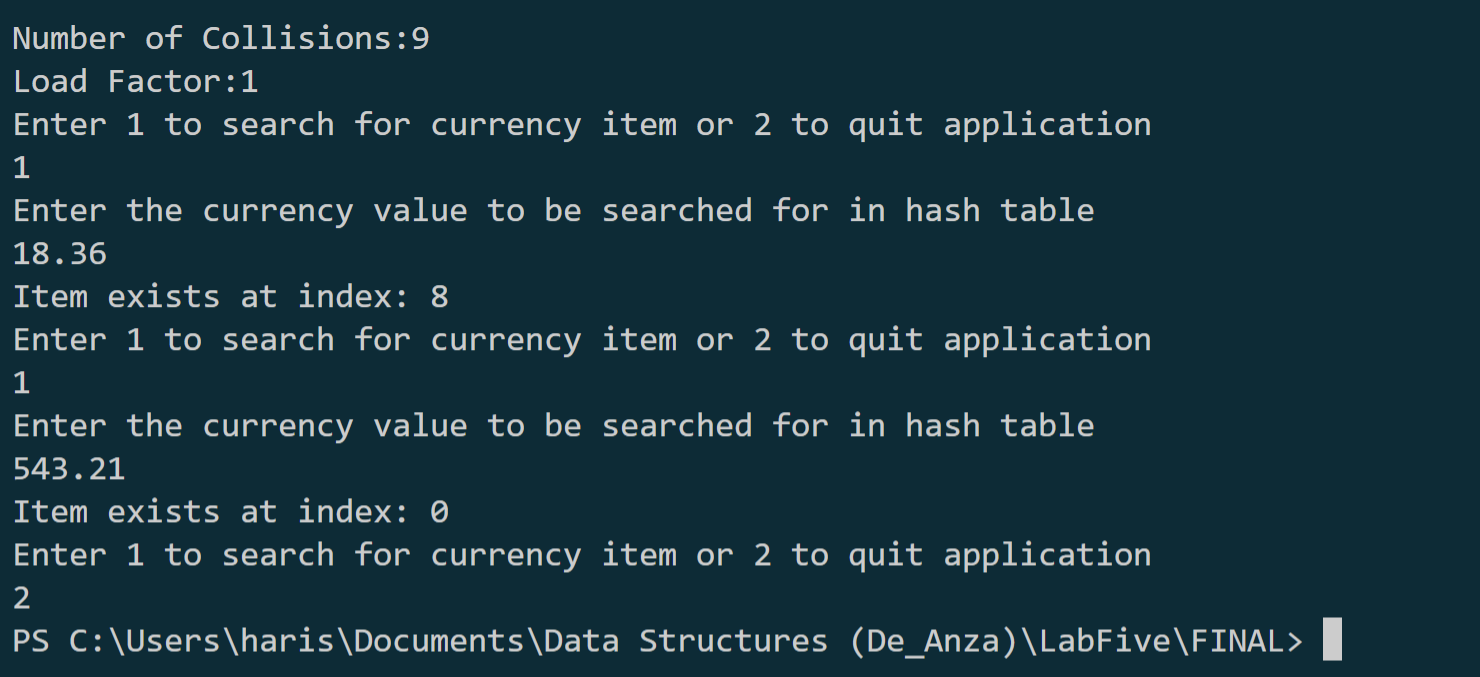 Number of Collisions:9
Load Factor:1
Enter 1 to search for currency item or 2 to quit application
1
Enter the currency value to be searched for in hash table
18.36
Item exists at index: 8
Enter 1 to search for currency item or 2 to quit application
1
Enter the currency value to be searched for in hash table
543.21
Item exists at index: 0
Enter 1 to search for currency item or 2 to quit application
2
PS C:\Users\haris\Documents\Data Structures (De_Anza)\LabFive\FINAL>